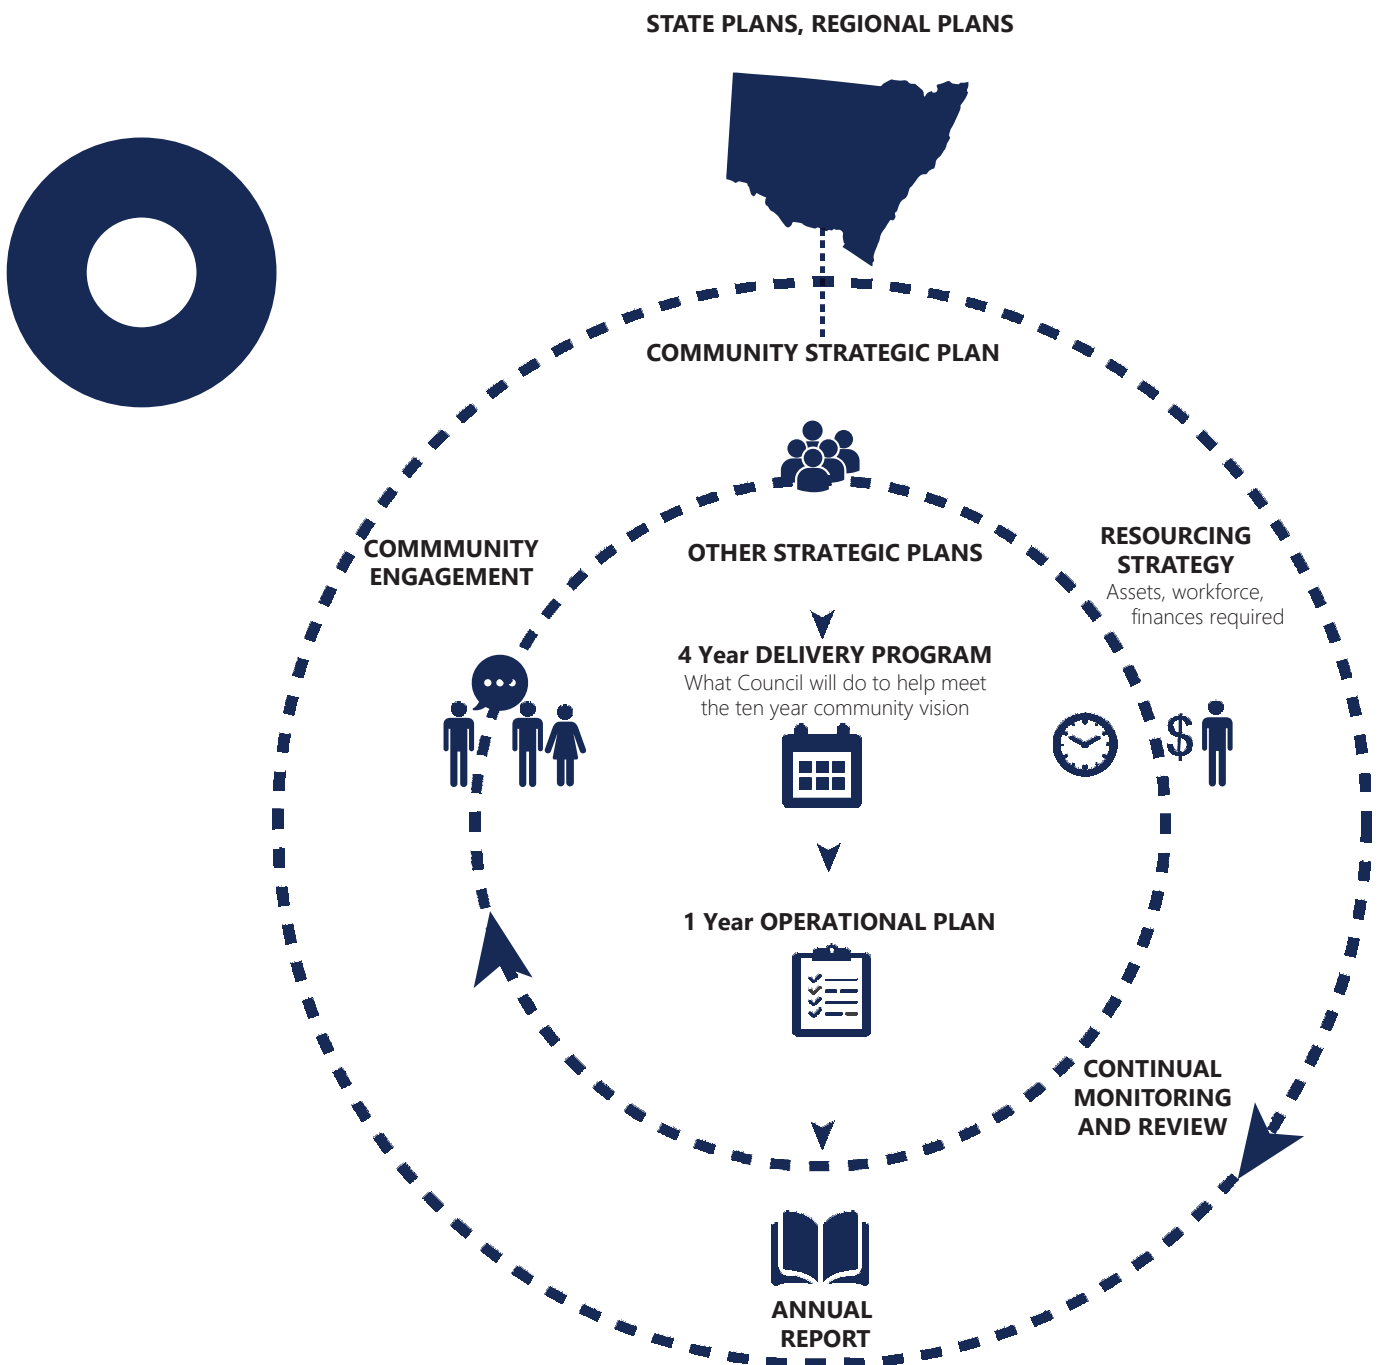 STATE PLANS, REGIONAL PLANS
COMMUNITY STRATEGIC PLAN
COMMMUNITY
ENGAGEMENT
OTHER STRATEGIC PLANS
RESOURCING
STRATEGY
Assets, workforce,
finances required
4 Year DELIVERY PROGRAM
What Council will do to help meet
the ten year community vision
$
1 Year OPERATIONAL PLAN
CONTINUAL
MONITORING
AND REVIEW
ANNUAL
REPORT